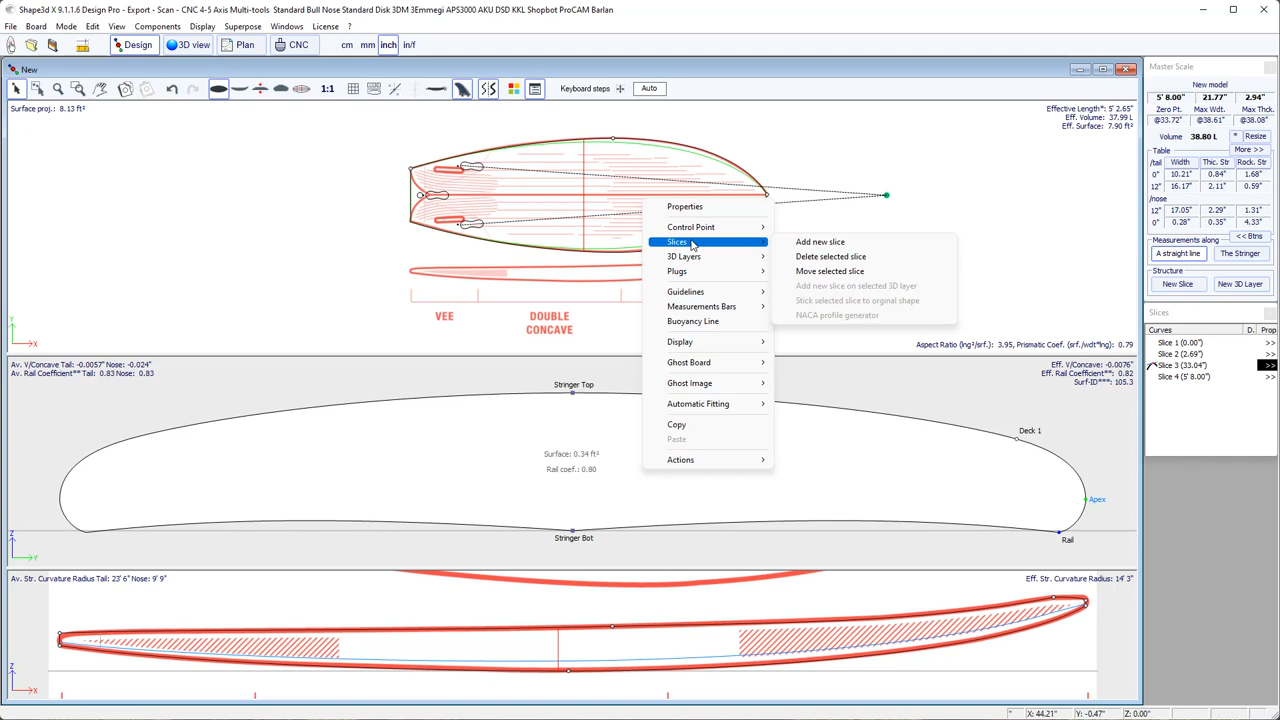 Shape3d X 9.1.1.6 Design Pro - Export - Scan - CNC 4-5 Axis Multi-tools Standard Bull Nose Standard Disk 3DM 3Emmegi APS3000 AKU DSD KKL Shopbot ProCAM Barlan
File Board Mode Edit View Components Display Superpose Windows License ?
Design 3D view Plan CNC cm mm inch in/f
New
1:1 Keyboard steps Auto
Surface proj.: 8.13 ft²
Effective Length*: 5' 2.65"
Eff. Volume: 37.99 L
Eff. Surface: 7.90 ft²
VEE
DOUBLE
CONCAVE
Aspect Ratio (lng²/srf.): 3.95, Prismatic Coef. (srf./wdt*lng): 0.79
Properties
Control Point
Slices
3D Layers
Plugs
Guidelines
Measurements Bars
Buoyancy Line
Display
Ghost Board
Ghost Image
Automatic Fitting
Copy
Paste
Actions
Add new slice
Delete selected slice
Move selected slice
Add new slice on selected 3D layer
Stick selected slice to orginal shape
NACA profile generator
Av. V/Concave Tail: -0.0057 Nose: -0.024"
Av. Rail Coefficient** Tail: 0.83 Nose: 0.83
Eff. V/Concave: -0.0076"
Eff. Rail Coefficient**: 0.82
Surf-ID***: 105.3
Stringer Top
Deck 1
Surface: 0.34 ft²
Rail coef.: 0.80
Apex
Stringer Bot
Rail
Av. Str. Curvature Radius Tail: 23' 6" Nose: 9' 9"
Eff. Str. Curvature Radius: 14' 3"
Z
Y
X
Master Scale
New model
5' 8.00" 21.77" 2.94"
Zero Pt. Max Wdt. Max Thck.
@33.72" @38.61" @38.08"
Volume 38.80 L * Resize
Table More >>
/tail Width Thic. Str Rock. Str
0" 10.21" 0.84" 1.68"
12" 16.17" 2.11" 0.59"
/nose
12" 17.05" 2.29" 1.31"
0" 0.28" 0.35" 4.33"
<< Btns
Measurements along
A straight line The Stringer
Structure
New Slice New 3D Layer
Slices
Curves D. Prop
Slice 1 (0.00") >>
Slice 2 (2.69") >>
Slice 3 (33.04") >>
Slice 4 (5' 8.00") >>
" X: 44.21" Y: -0.47" Z: 0.00"